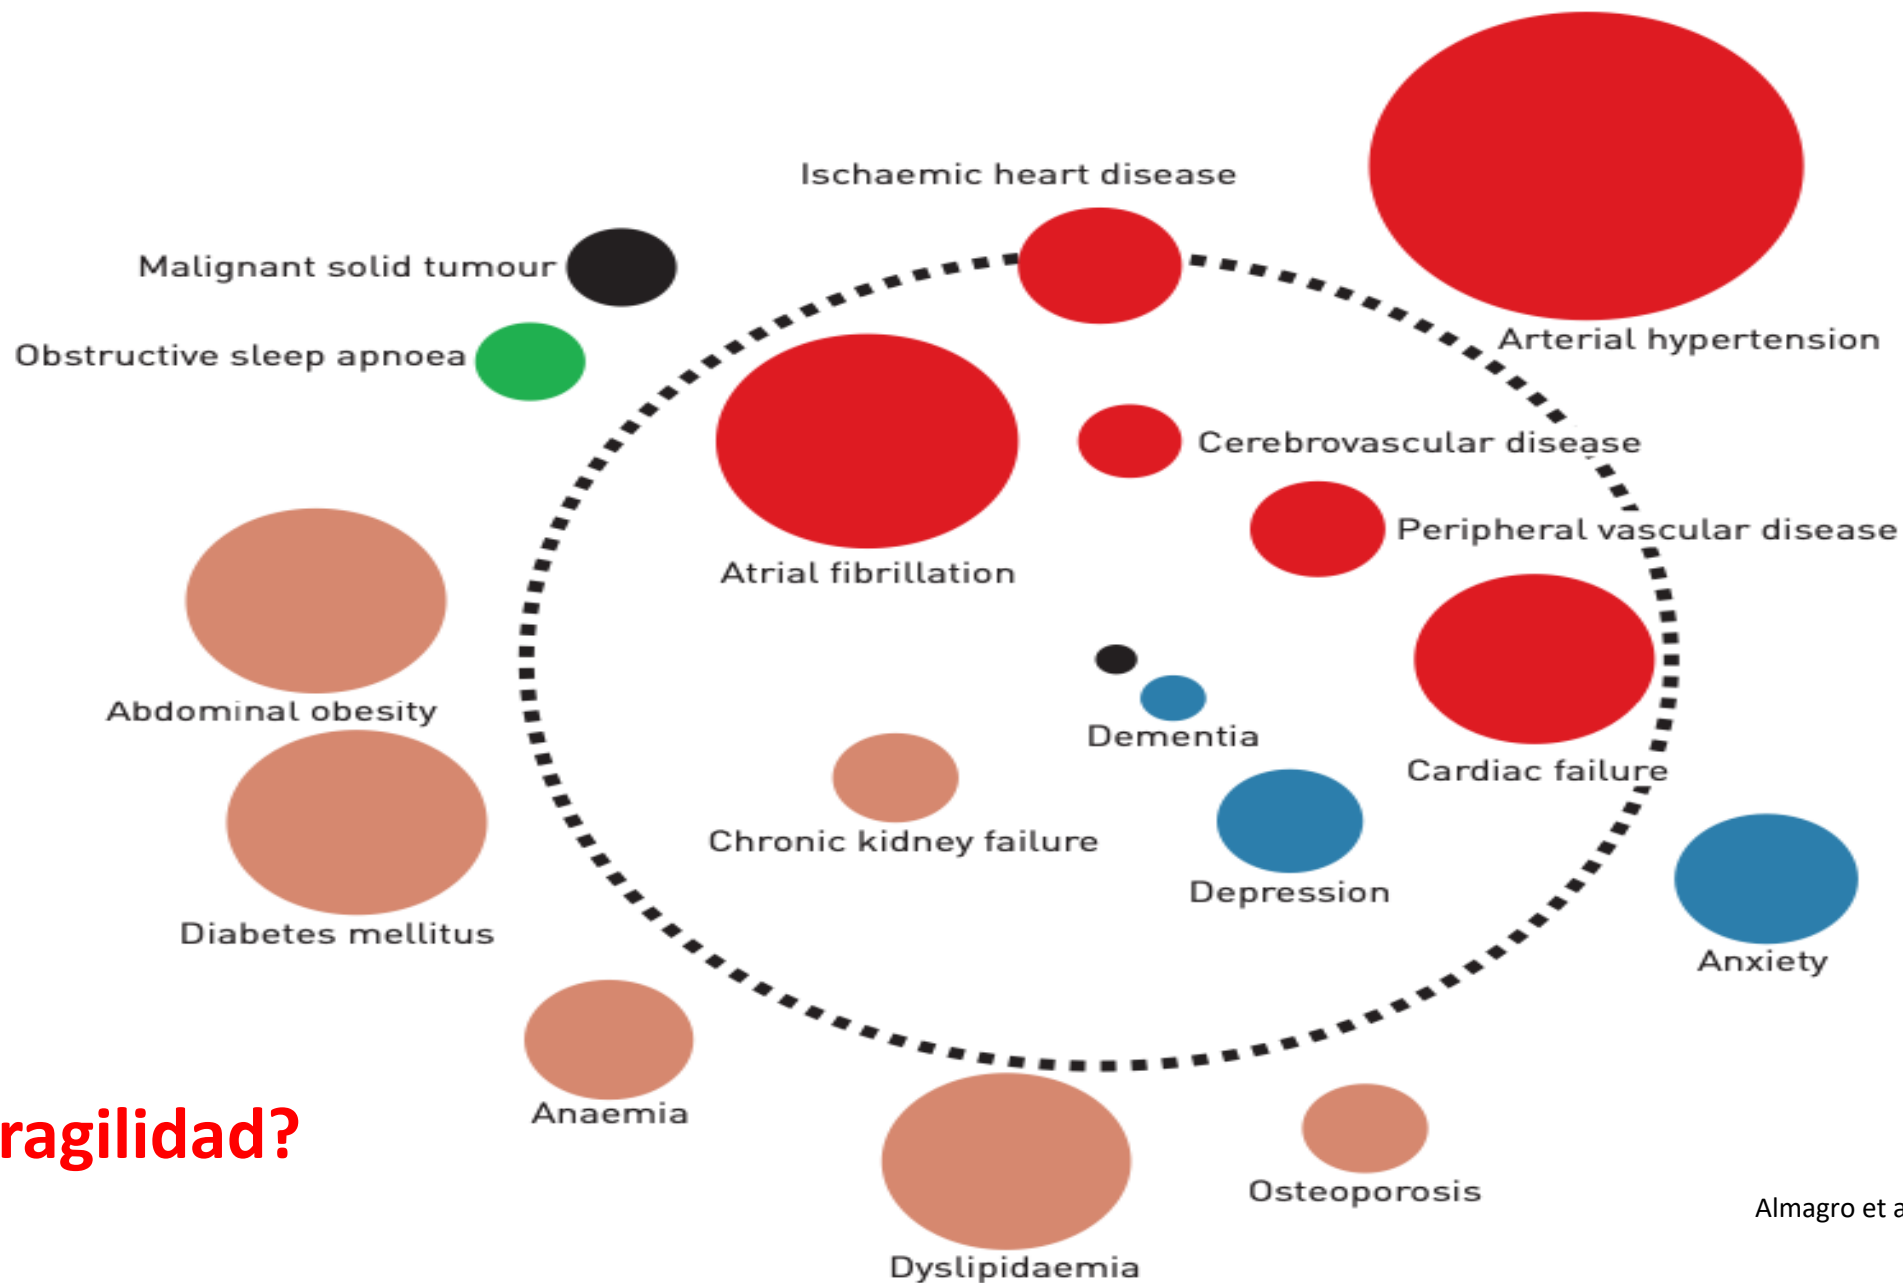 Ischaemic heart disease
Malignant solid tumour
Arterial hypertension
Obstructive sleep apnoea
Cerebrovascular disease
Peripheral vascular disease
Atrial fibrillation
Abdominal obesity
Dementia
Cardiac failure
Chronic kidney failure
Depression
Diabetes mellitus
Anxiety
Anaemia
ragilidad?
Osteoporosis
Almagro et a
Dyslipidaemia